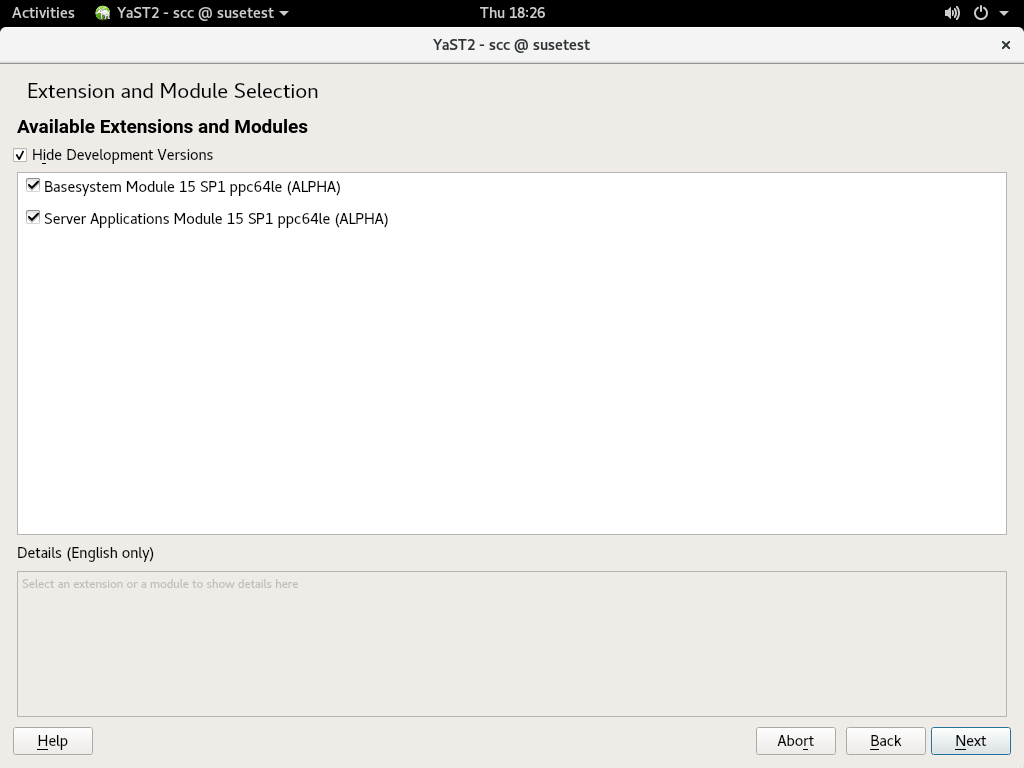 Activities YaST2 - scc @ susetest Thu 18:26
YaST2 - scc @ susetest
Extension and Module Selection
Available Extensions and Modules
Hide Development Versions
Basesystem Module 15 SP1 ppc64le (ALPHA)
Server Applications Module 15 SP1 ppc64le (ALPHA)
Details (English only)
Select an extension or a module to show details here
Help Abort Back Next